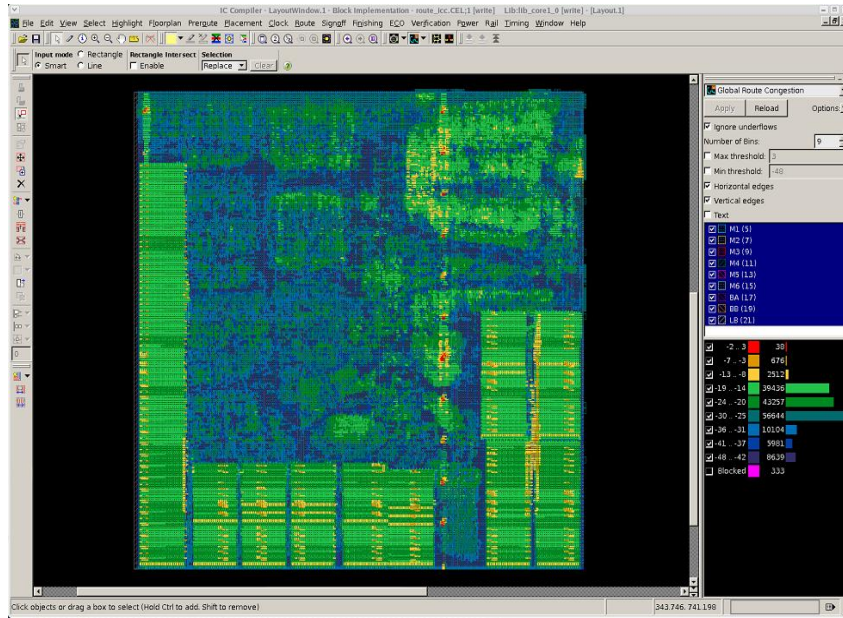 IC Compiler - LayoutWindow.1 - Block Implementation - route_icc.CEL;1 [write]   Lib:lib_core1_0 [write] - [Layout.1]
File Edit View Select Highlight Floorplan Preroute Placement Clock Route Signoff Finishing ECO Verification Power Rail Timing Window Help
Input mode Rectangle Rectangle Intersect Selection
Smart Line Enable Replace Clear
Global Route Congestion
Apply Reload Options:
Ignore underflows
Number of Bins: 9
Max threshold: 3
Min threshold: -48
Horizontal edges
Vertical edges
Text
M1 (5)
M2 (7)
M3 (9)
M4 (11)
M5 (13)
M6 (15)
BA (17)
BB (19)
LB (21)
-2 .. 3 38
-7 .. -3 676
-13 .. -8 2512
-19 .. -14 39436
-24 .. -20 43257
-30 .. -25 56644
-36 .. -31 10104
-41 .. -37 5981
-48 .. -42 8639
Blocked 333
0
Click objects or drag a box to select (Hold Ctrl to add. Shift to remove) 343.746, 741.198